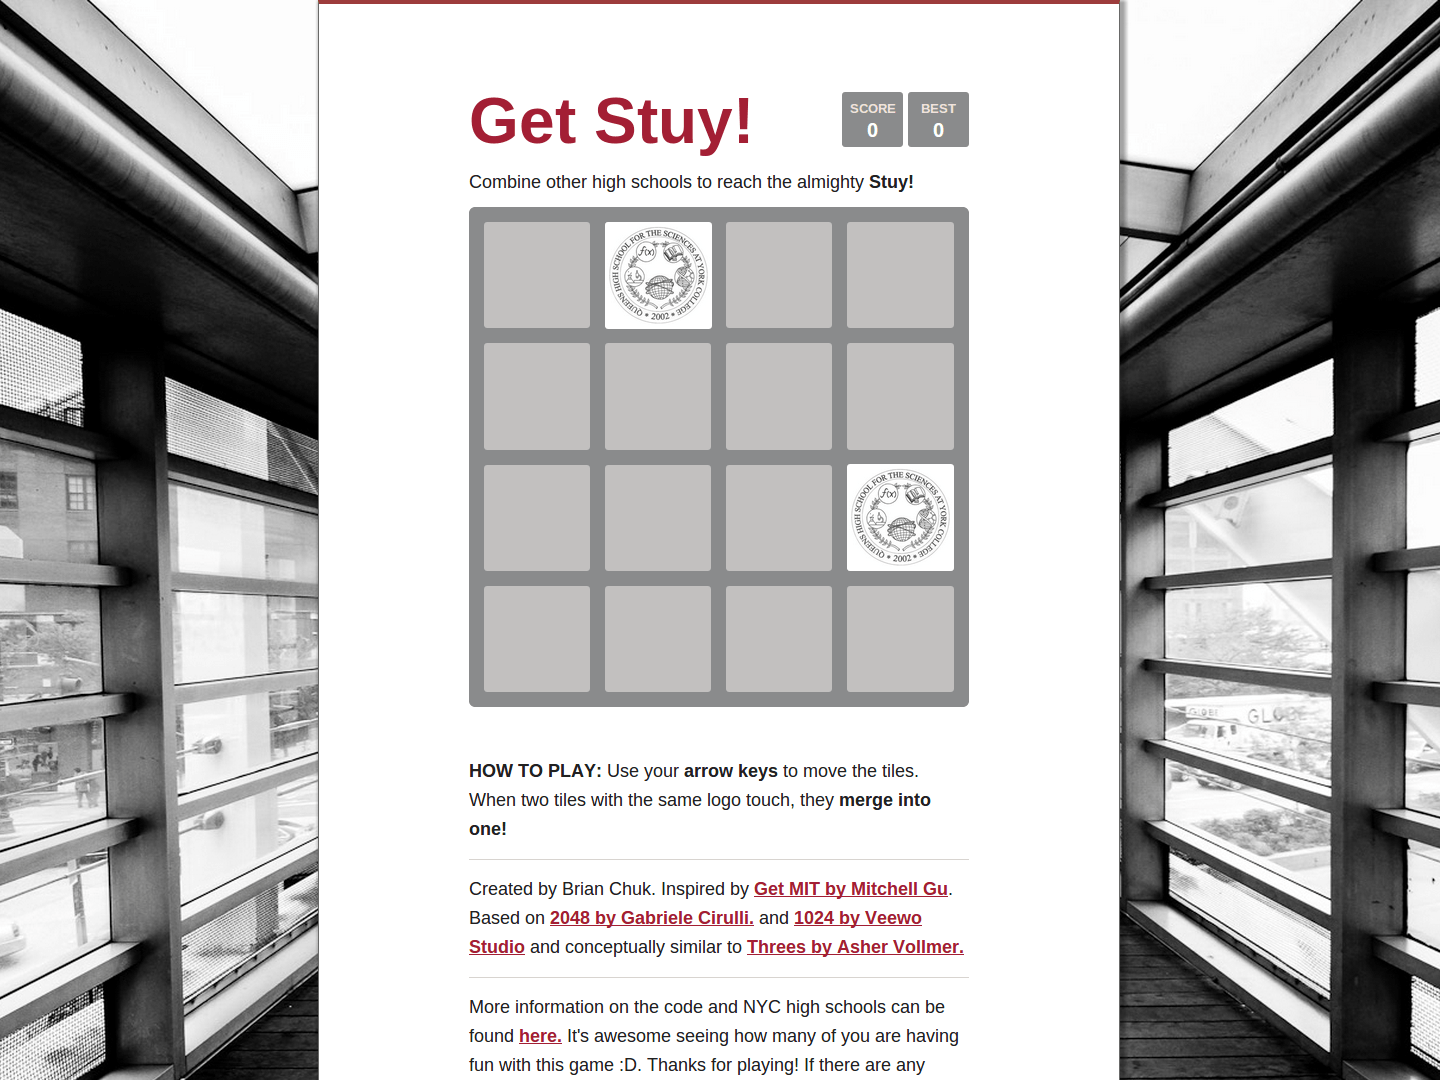 Get Stuy!
SCORE
0
BEST
0
Combine other high schools to reach the almighty Stuy!
QUEENS HIGH SCHOOL FOR THE SCIENCES AT YORK COLLEGE
f(x)
* 2002 *
QUEENS HIGH SCHOOL FOR THE SCIENCES AT YORK COLLEGE
f(x)
* 2002 *
GLOBE
GLOBE
HOW TO PLAY: Use your arrow keys to move the tiles.
When two tiles with the same logo touch, they merge into
one!
Created by Brian Chuk. Inspired by Get MIT by Mitchell Gu.
Based on 2048 by Gabriele Cirulli. and 1024 by Veewo
Studio and conceptually similar to Threes by Asher Vollmer.
More information on the code and NYC high schools can be
found here. It's awesome seeing how many of you are having
fun with this game :D. Thanks for playing! If there are any